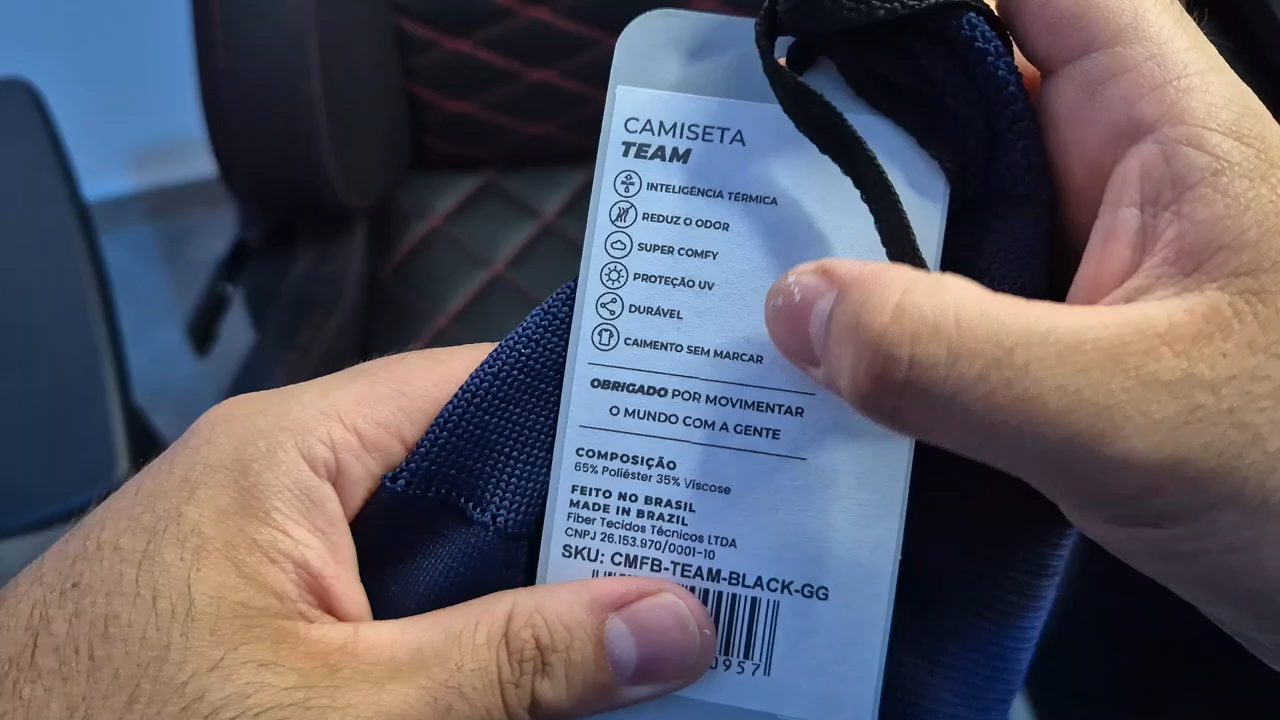 CAMISETA
TEAM
INTELIGÊNCIA TÉRMICA
REDUZ O ODOR
SUPER COMFY
PROTEÇÃO UV
DURÁVEL
CAIMENTO SEM MARCAR
OBRIGADO POR MOVIMENTAR
O MUNDO COM A GENTE
COMPOSIÇÃO
65% Poliéster 35% Viscose
FEITO NO BRASIL
MADE IN BRAZIL
Fiber Tecidos Técnicos LTDA
CNPJ 26.153.970/0001-10
SKU: CMFB-TEAM-BLACK-GG
0957